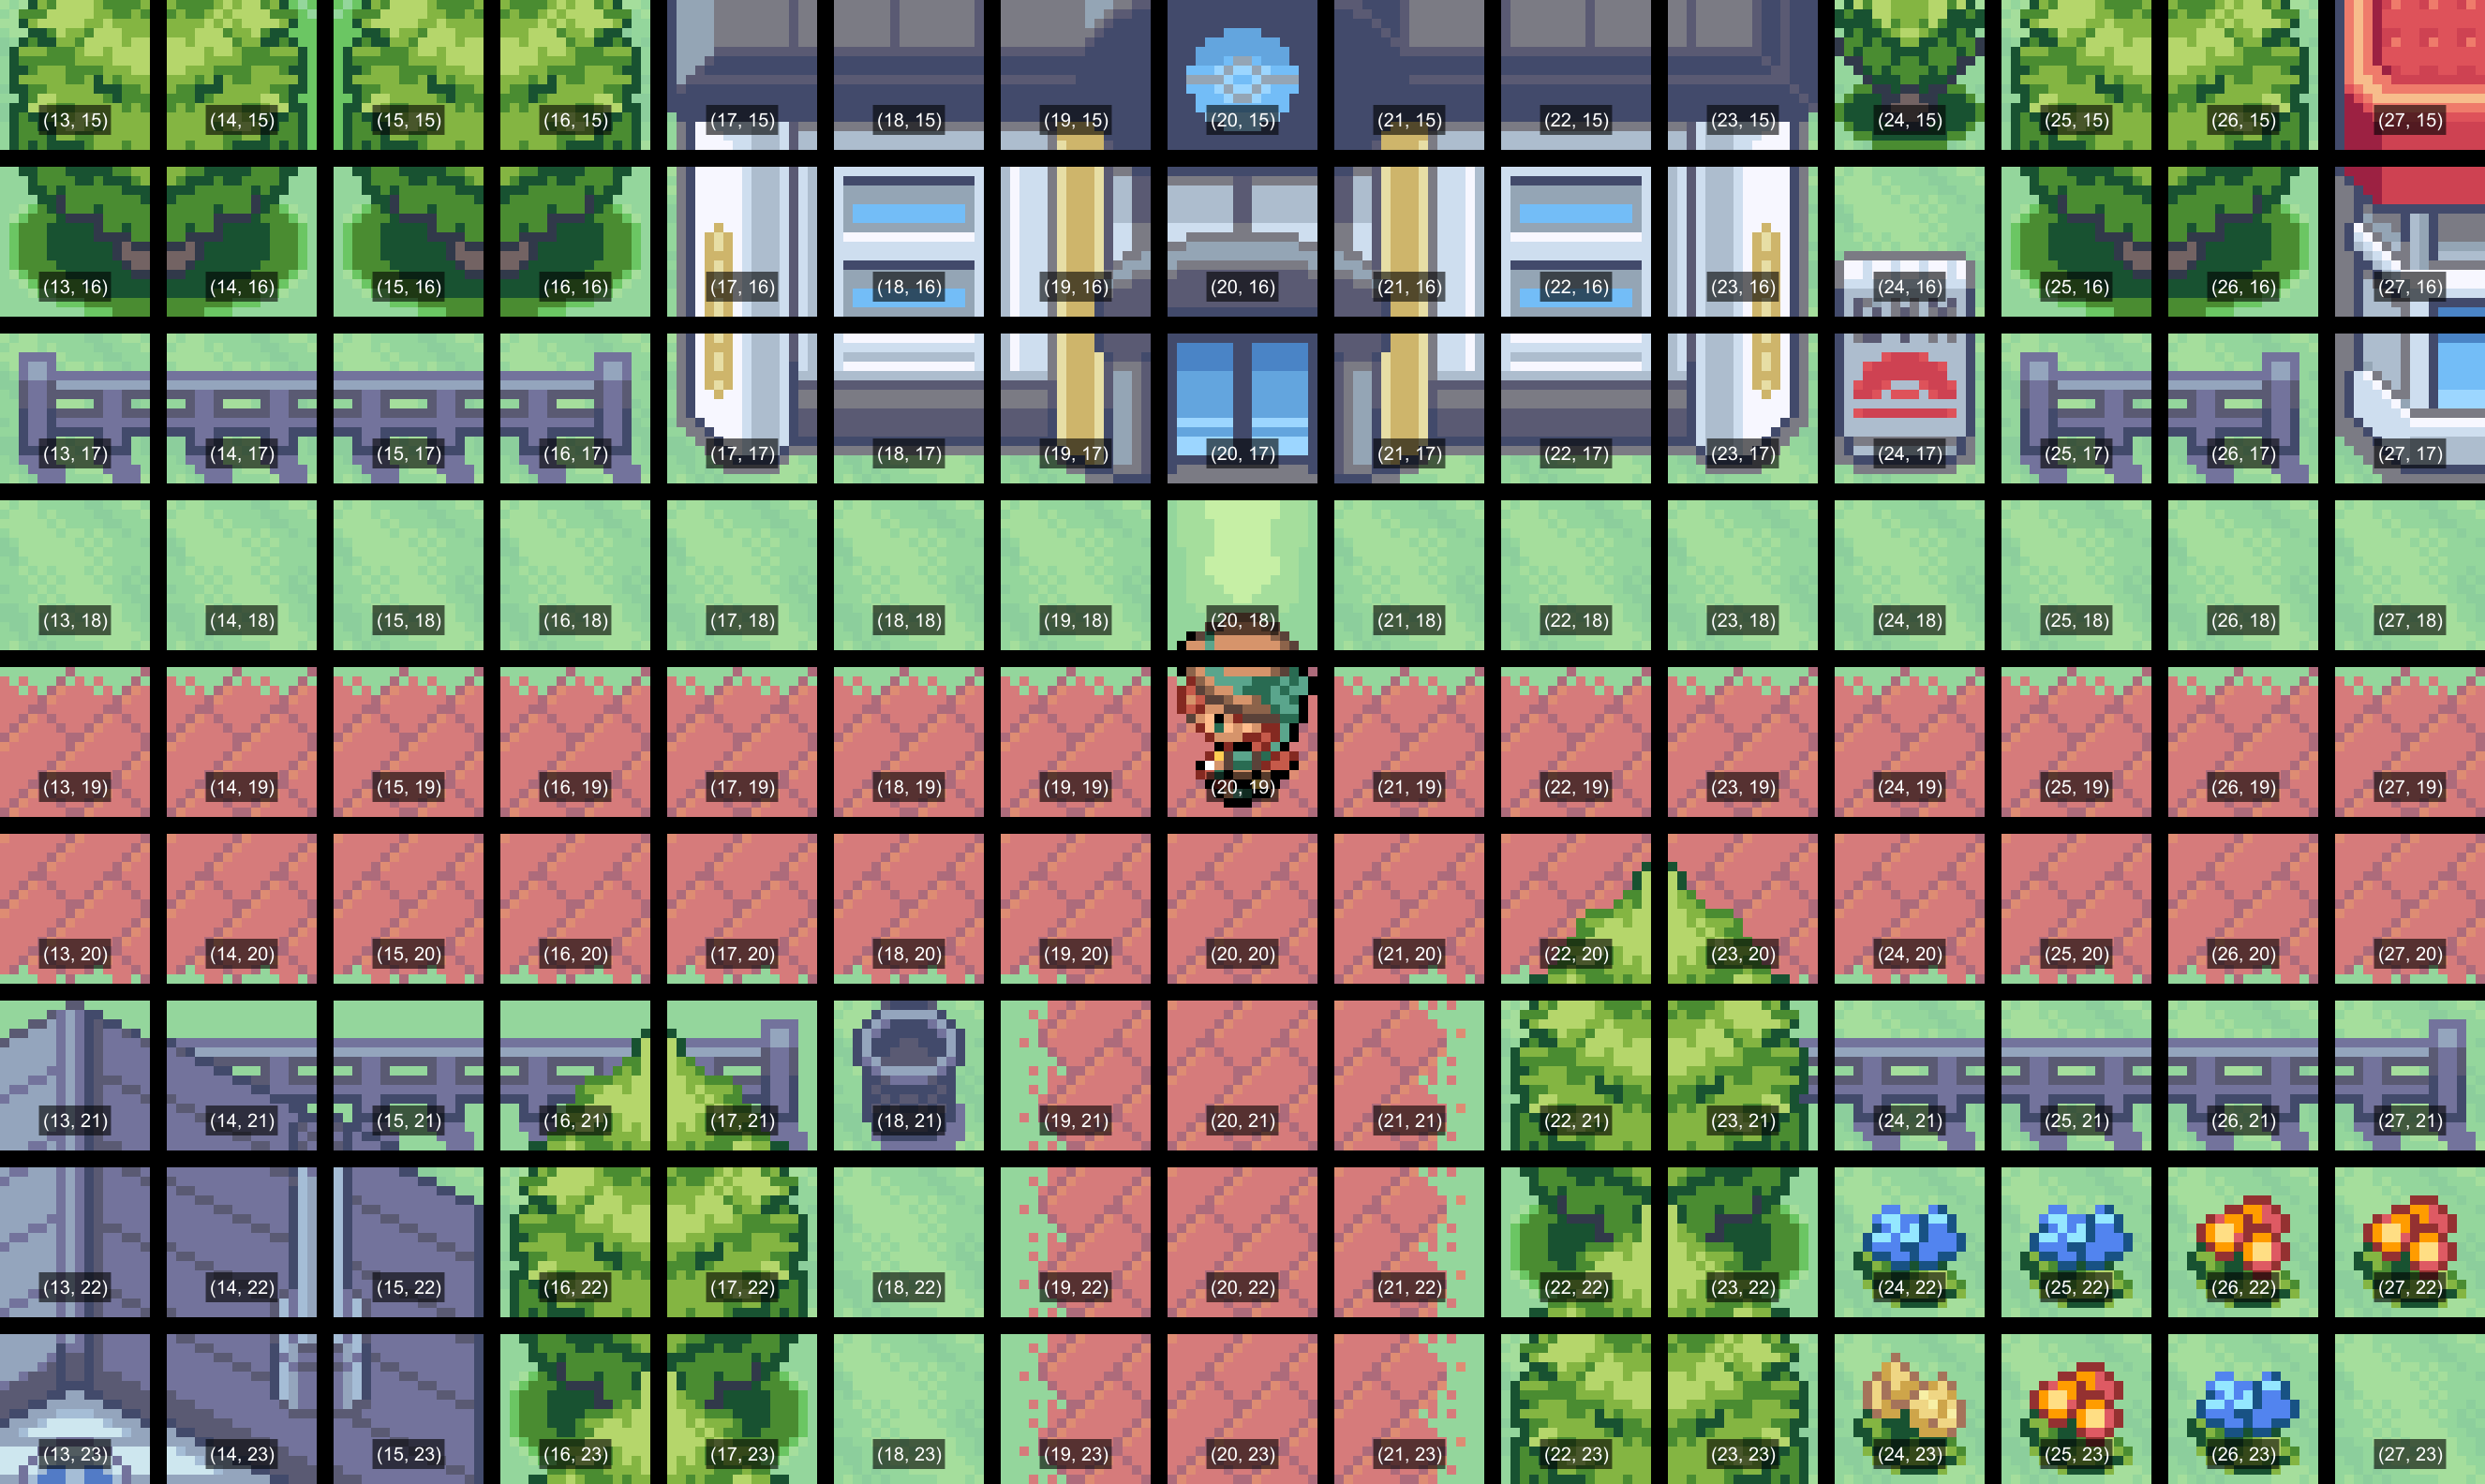 (13, 15) (14, 15) (15, 15) (16, 15) (17, 15) (18, 15) (19, 15) (20, 15) (21, 15) (22, 15) (23, 15) (24, 15) (25, 15) (26, 15) (27, 15)
(13, 16) (14, 16) (15, 16) (16, 16) (17, 16) (18, 16) (19, 16) (20, 16) (21, 16) (22, 16) (23, 16) (24, 16) (25, 16) (26, 16) (27, 16)
(13, 17) (14, 17) (15, 17) (16, 17) (17, 17) (18, 17) (19, 17) (20, 17) (21, 17) (22, 17) (23, 17) (24, 17) (25, 17) (26, 17) (27, 17)
(13, 18) (14, 18) (15, 18) (16, 18) (17, 18) (18, 18) (19, 18) (20, 18) (21, 18) (22, 18) (23, 18) (24, 18) (25, 18) (26, 18) (27, 18)
(13, 19) (14, 19) (15, 19) (16, 19) (17, 19) (18, 19) (19, 19) (20, 19) (21, 19) (22, 19) (23, 19) (24, 19) (25, 19) (26, 19) (27, 19)
(13, 20) (14, 20) (15, 20) (16, 20) (17, 20) (18, 20) (19, 20) (20, 20) (21, 20) (22, 20) (23, 20) (24, 20) (25, 20) (26, 20) (27, 20)
(13, 21) (14, 21) (15, 21) (16, 21) (17, 21) (18, 21) (19, 21) (20, 21) (21, 21) (22, 21) (23, 21) (24, 21) (25, 21) (26, 21) (27, 21)
(13, 22) (14, 22) (15, 22) (16, 22) (17, 22) (18, 22) (19, 22) (20, 22) (21, 22) (22, 22) (23, 22) (24, 22) (25, 22) (26, 22) (27, 22)
(13, 23) (14, 23) (15, 23) (16, 23) (17, 23) (18, 23) (19, 23) (20, 23) (21, 23) (22, 23) (23, 23) (24, 23) (25, 23) (26, 23) (27, 23)